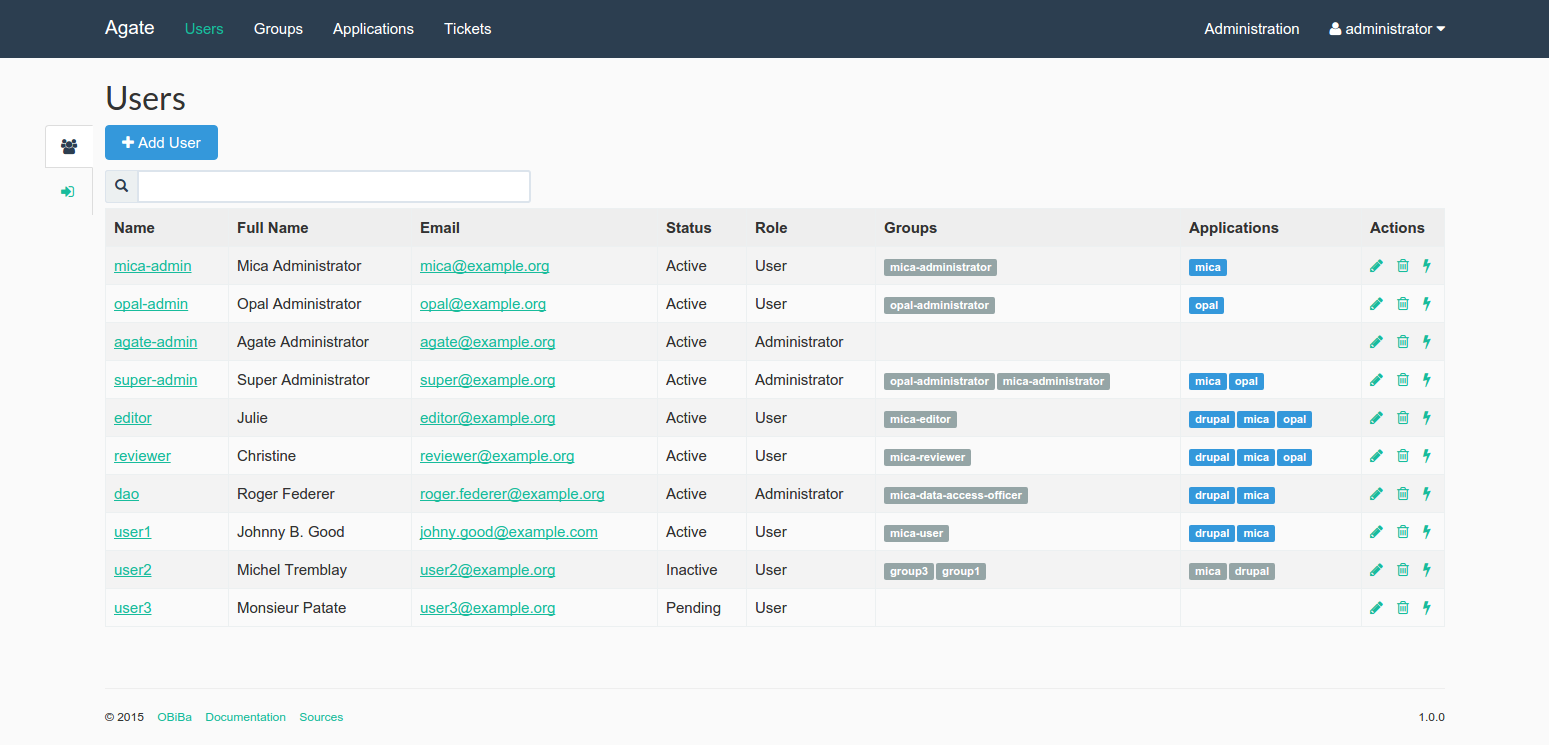 Agate Users Groups Applications Tickets Administration administrator
Users
Add User
Name Full Name Email Status Role Groups Applications Actions
mica-admin Mica Administrator mica@example.org Active User mica-administrator mica
opal-admin Opal Administrator opal@example.org Active User opal-administrator opal
agate-admin Agate Administrator agate@example.org Active Administrator
super-admin Super Administrator super@example.org Active Administrator opal-administrator mica-administrator mica opal
editor Julie editor@example.org Active User mica-editor drupal mica opal
reviewer Christine reviewer@example.org Active User mica-reviewer drupal mica opal
dao Roger Federer roger.federer@example.org Active Administrator mica-data-access-officer drupal mica
user1 Johnny B. Good johny.good@example.com Active User mica-user drupal mica
user2 Michel Tremblay user2@example.org Inactive User group3 group1 mica drupal
user3 Monsieur Patate user3@example.org Pending User
© 2015 OBiBa Documentation Sources 1.0.0